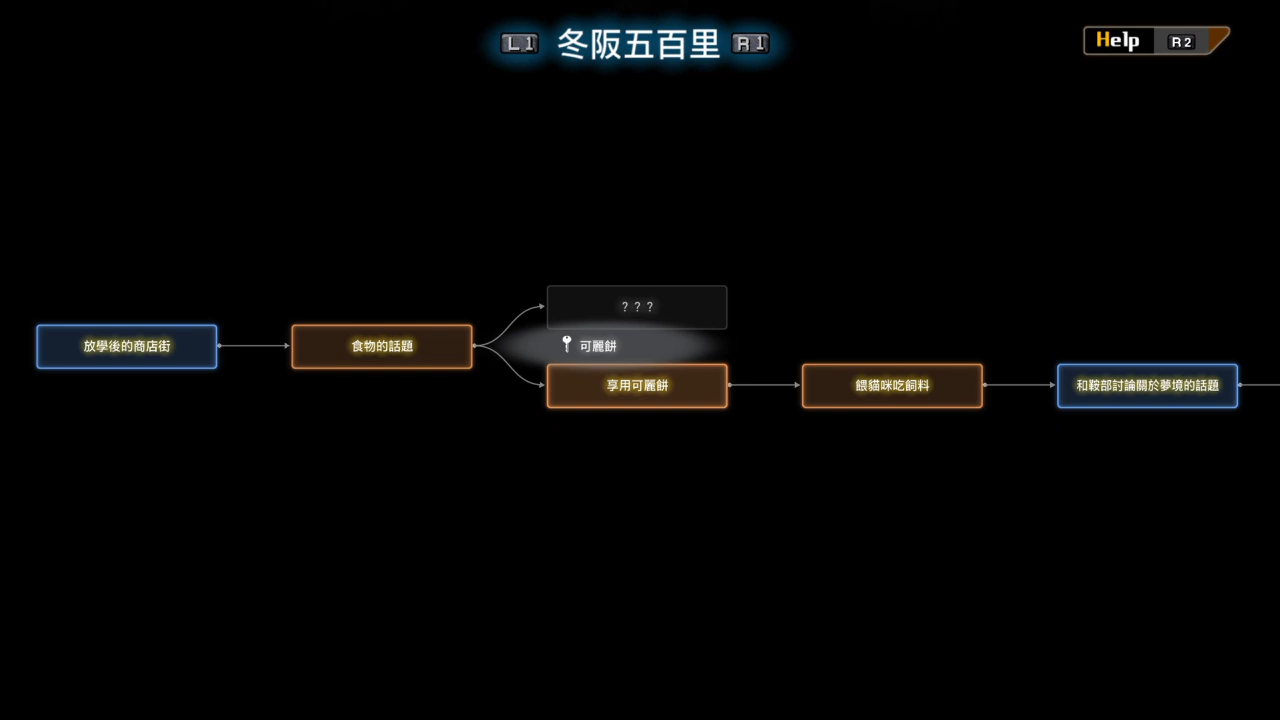 L1 冬阪五百里 R1
Help R2
放學後的商店街
食物的話題
？？？
可麗餅
享用可麗餅
餵貓咪吃飼料
和鞍部討論關於夢境的話題